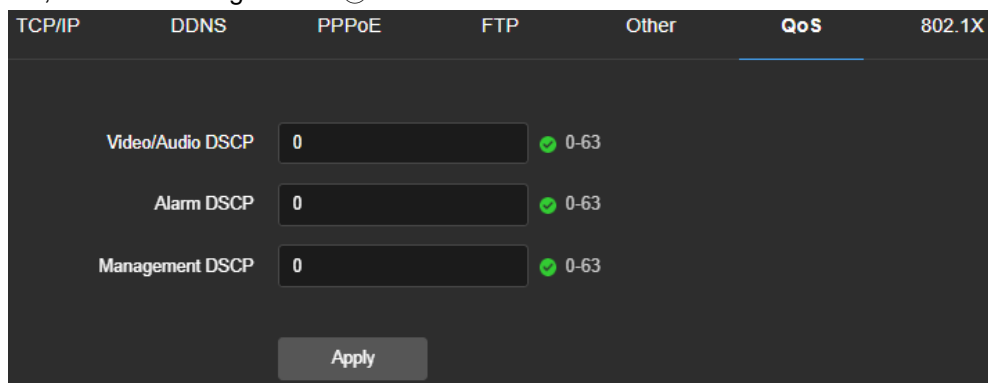 TCP/IP DDNS PPPoE FTP Other QoS 802.1X
Video/Audio DSCP 0 0-63
Alarm DSCP 0 0-63
Management DSCP 0 0-63
Apply